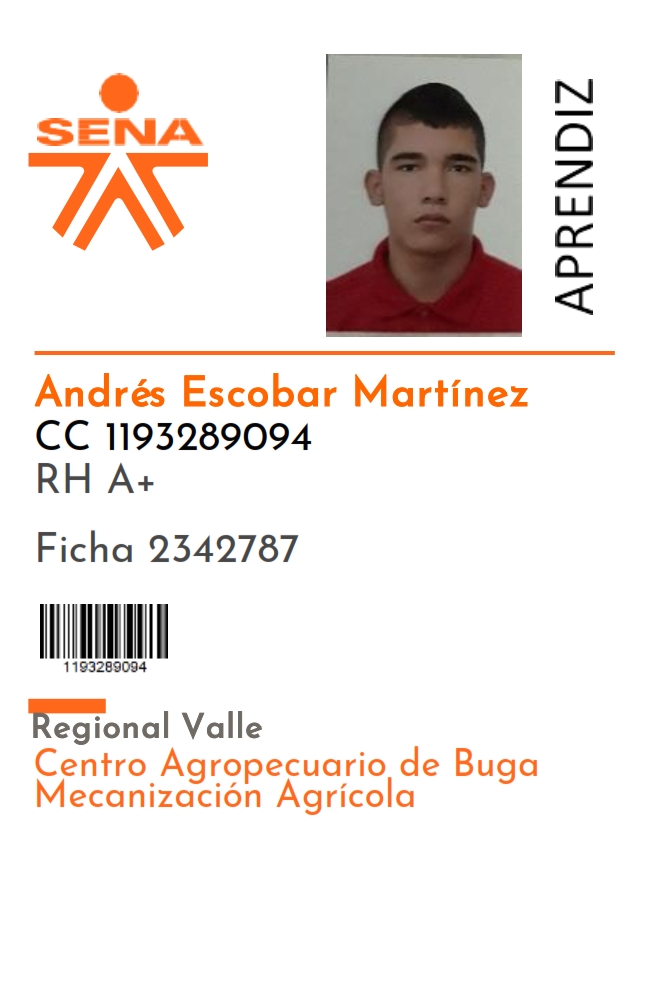 SENA
APRENDIZ
Andrés Escobar Martínez
CC 1193289094
RH A+
Ficha 2342787
1193289094
Regional Valle
Centro Agropecuario de Buga
Mecanización Agrícola